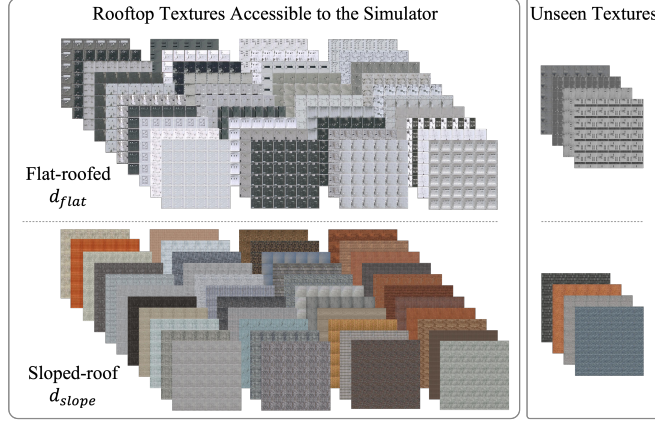 Rooftop Textures Accessible to the Simulator
Unseen Textures
Flat-roofed
d_flat
Sloped-roof
d_slope